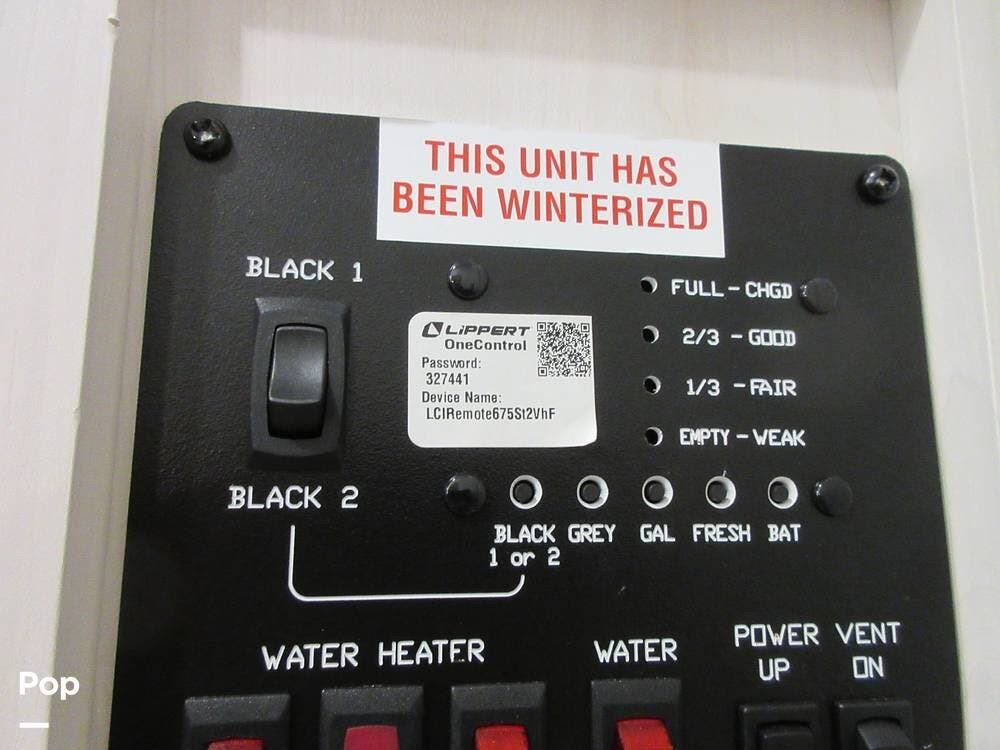 THIS UNIT HAS
BEEN WINTERIZED
BLACK 1
LIPPERT
OneControl
Password:
327441
Device Name:
LCIRemote675St2VhF
FULL - CHGD
2/3 - GOOD
1/3 - FAIR
EMPTY - WEAK
BLACK 2
BLACK
1 or 2
GREY
GAL
FRESH
BAT
WATER HEATER
WATER
POWER
UP
VENT
ON
Pop